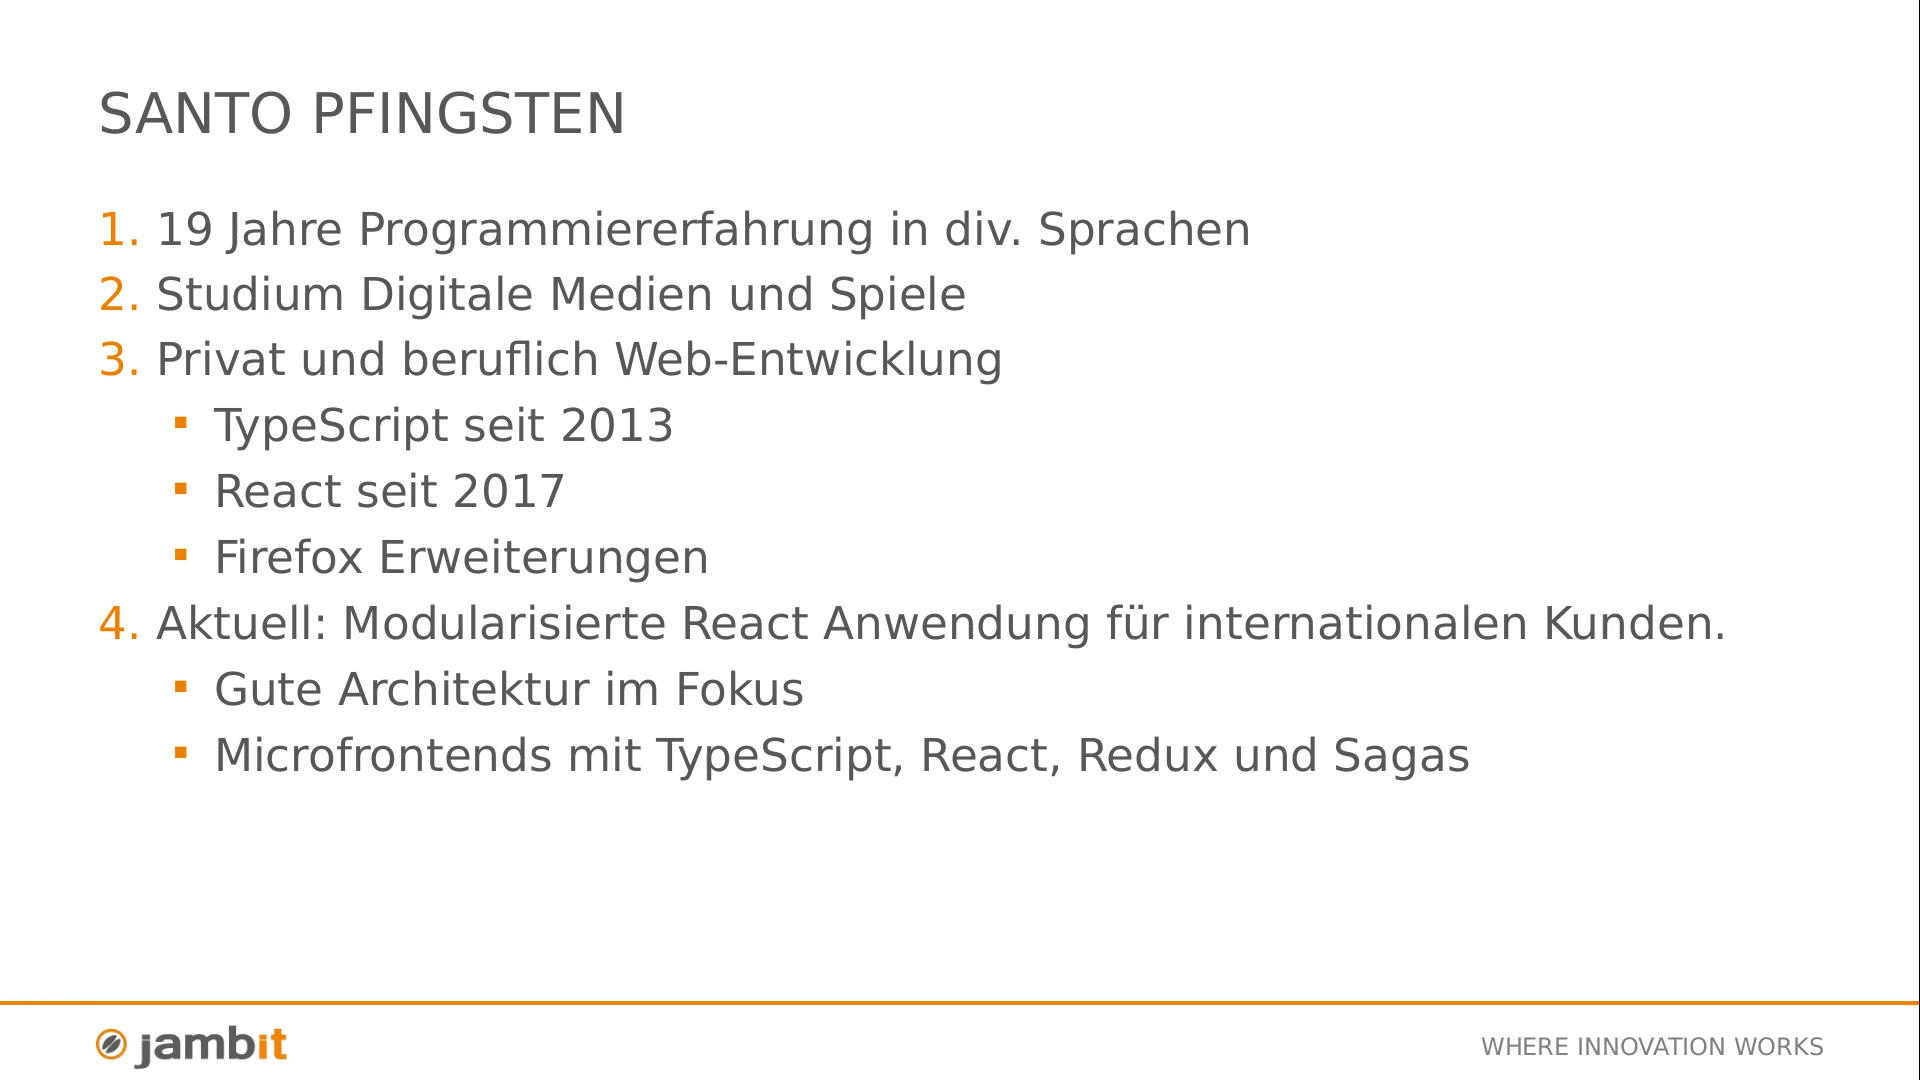 SANTO PFINGSTEN
1. 19 Jahre Programmiererfahrung in div. Sprachen
2. Studium Digitale Medien und Spiele
3. Privat und beruflich Web-Entwicklung
▪ TypeScript seit 2013
▪ React seit 2017
▪ Firefox Erweiterungen
4. Aktuell: Modularisierte React Anwendung für internationalen Kunden.
▪ Gute Architektur im Fokus
▪ Microfrontends mit TypeScript, React, Redux und Sagas
jambit
WHERE INNOVATION WORKS